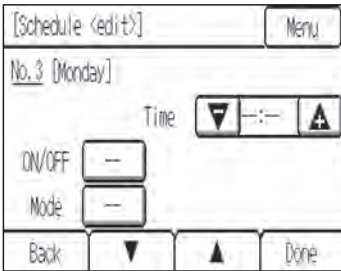 [Schedule <edit>] Menu
No. 3 [Monday]
Time --:--
ON/OFF --
Mode --
Back ▼ ▲ Done